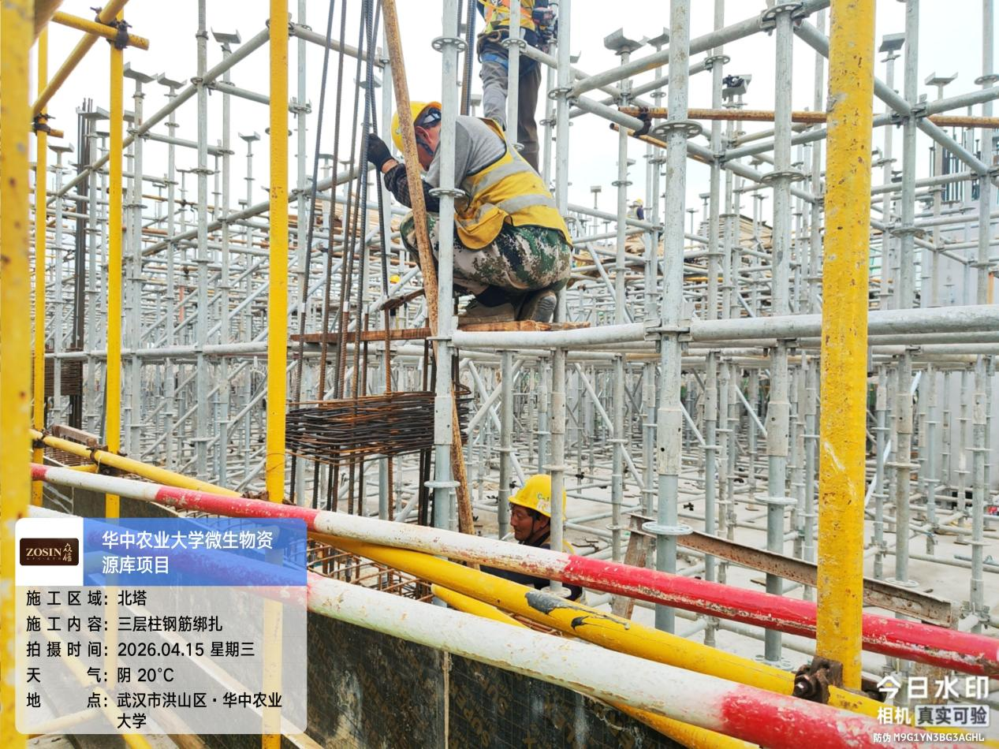 ZOSIN 众信
华中农业大学微生物资
源库项目
施工区域：北塔
施工内容：三层柱钢筋绑扎
拍摄时间：2026.04.15 星期三
天气：阴 20°C
地点：武汉市洪山区·华中农业
大学
今日水印
相机 真实可验
防伪 M9G1YN3BG3AGHL